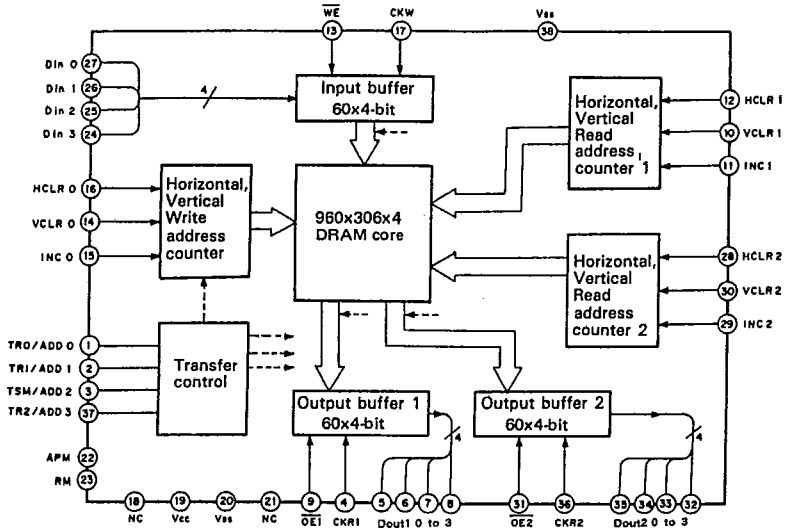 WE CKW Vss
13 17 38
Din 0 27
Din 1 26
Din 2 25
Din 3 24
4
Input buffer
60x4-bit
Horizontal,
Vertical
Read
address
counter 1
12 HCLR 1
10 VCLR 1
11 INC 1
HCLR 0 16
VCLR 0 14
INC 0 15
Horizontal,
Vertical
Write
address
counter
960x306x4
DRAM core
Horizontal,
Vertical
Read
address
counter 2
28 HCLR 2
30 VCLR 2
29 INC 2
TR0/ADD 0 1
TR1/ADD 1 2
TSM/ADD 2 3
TR2/ADD 3 37
Transfer
control
Output buffer 1
60x4-bit
4
Output buffer 2
60x4-bit
4
APM 22
RM 23
18 19 20 21 9 4 5 6 7 8 31 36 35 34 33 32
NC Vcc Vss NC OE1 CKR1 Dout1 0 to 3 OE2 CKR2 Dout2 0 to 3